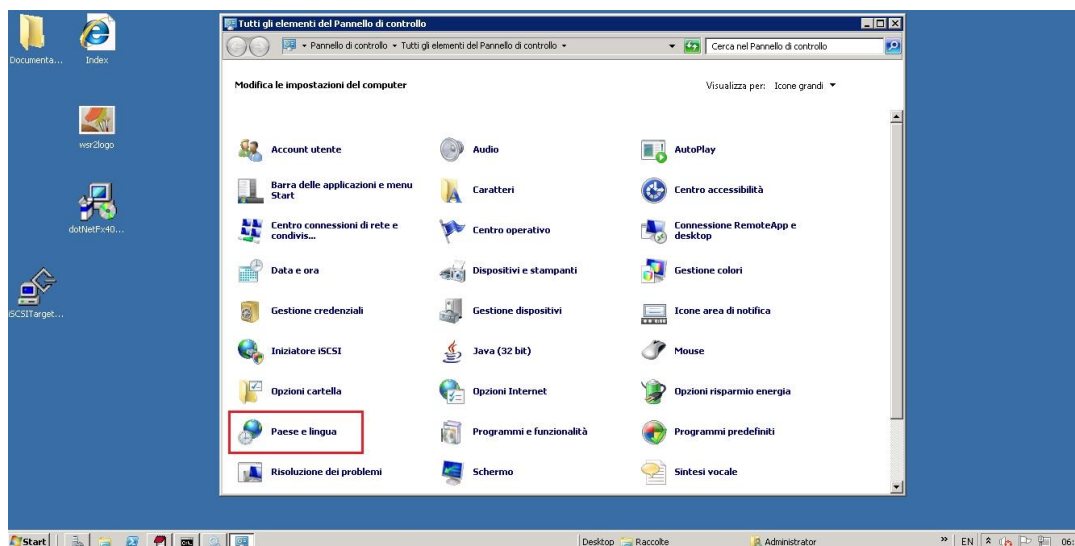 Tutti gli elementi del Pannello di controllo
Pannello di controllo
Tutti gli elementi del Pannello di controllo
Cerca nel Pannello di controllo
Documenta...
Index
wsr2logo
dotNetFx40...
iSCSITarget...
Modifica le impostazioni del computer
Visualizza per: Icone grandi
Account utente
Audio
AutoPlay
Barra delle applicazioni e menu
Start
Caratteri
Centro accessibilità
Centro connessioni di rete e
condivis...
Centro operativo
Connessione RemoteApp e
desktop
Data e ora
Dispositivi e stampanti
Gestione colori
Gestione credenziali
Gestione dispositivi
Icone area di notifica
Iniziatore iSCSI
Java (32 bit)
Mouse
Opzioni cartella
Opzioni Internet
Opzioni risparmio energia
Paese e lingua
Programmi e funzionalità
Programmi predefiniti
Risoluzione dei problemi
Schermo
Sintesi vocale
Start
Desktop
Raccolte
Administrator
»
EN
06: